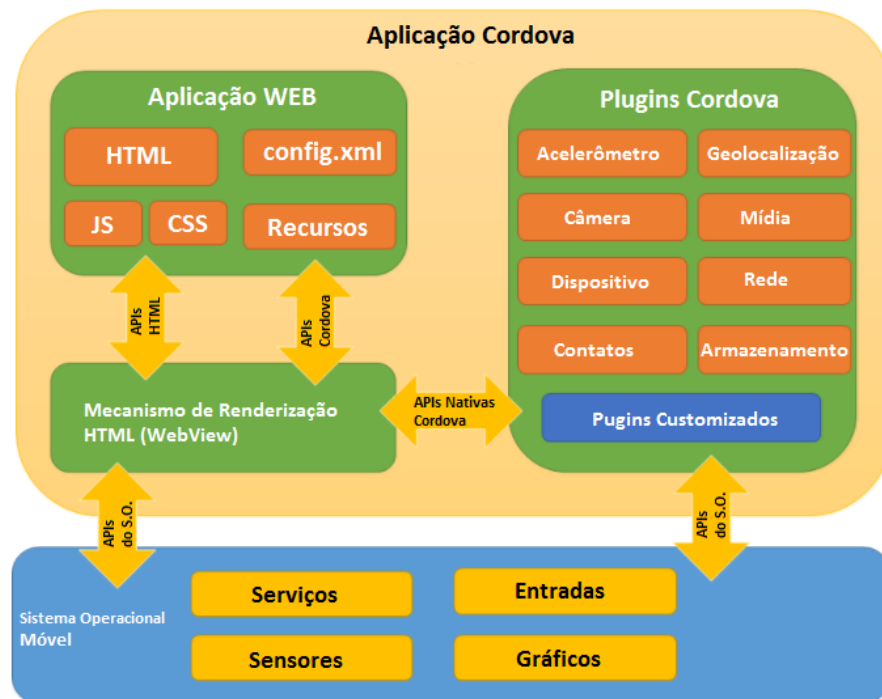 Aplicação Cordova
Aplicação WEB
HTML
config.xml
JS
CSS
Recursos
Plugins Cordova
Acelerômetro
Geolocalização
Câmera
Mídia
Dispositivo
Rede
Contatos
Armazenamento
Pugins Customizados
APIs
HTML
APIs
Cordova
Mecanismo de Renderização
HTML (WebView)
APIs Nativas
Cordova
APIs
do S.O.
APIs
do S.O.
Sistema Operacional
Móvel
Serviços
Entradas
Sensores
Gráficos